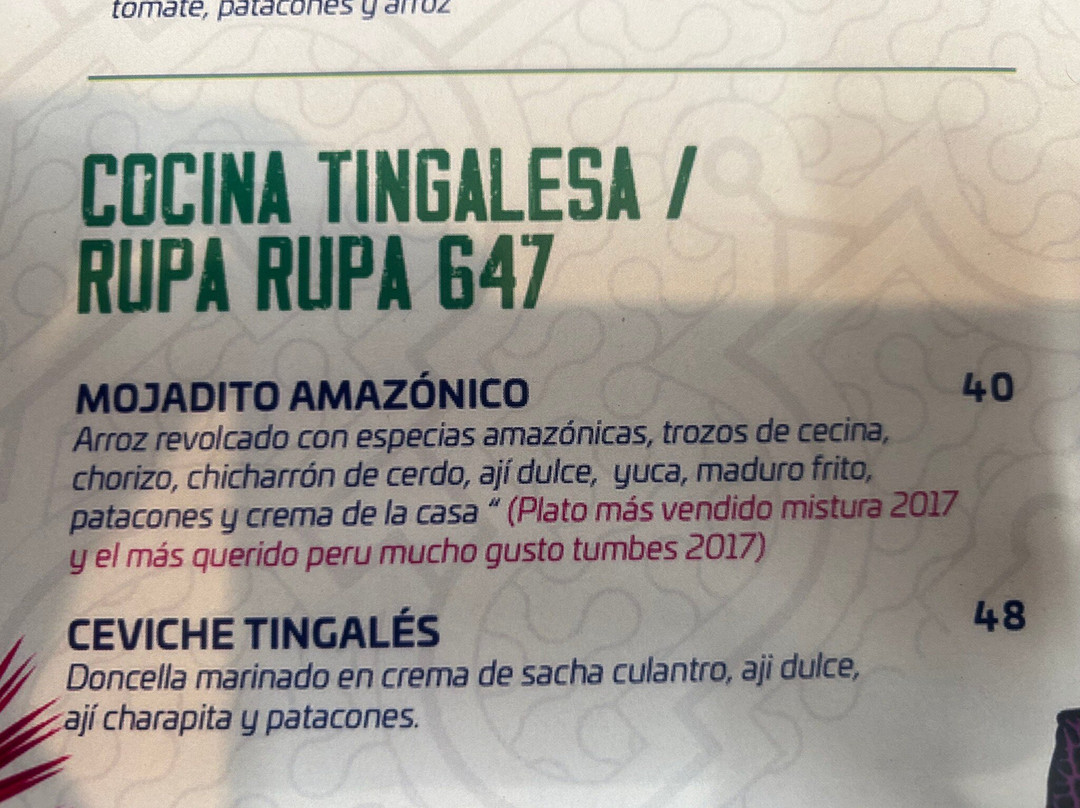 tomate, patacones y arroz
COCINA TINGALESA /
RUPA RUPA 647
MOJADITO AMAZÓNICO 40
Arroz revolcado con especias amazónicas, trozos de cecina,
chorizo, chicharrón de cerdo, ají dulce, yuca, maduro frito,
patacones y crema de la casa “ (Plato más vendido mistura 2017
y el más querido peru mucho gusto tumbes 2017)
CEVICHE TINGALÉS 48
Doncella marinado en crema de sacha culantro, aji dulce,
ají charapita y patacones.